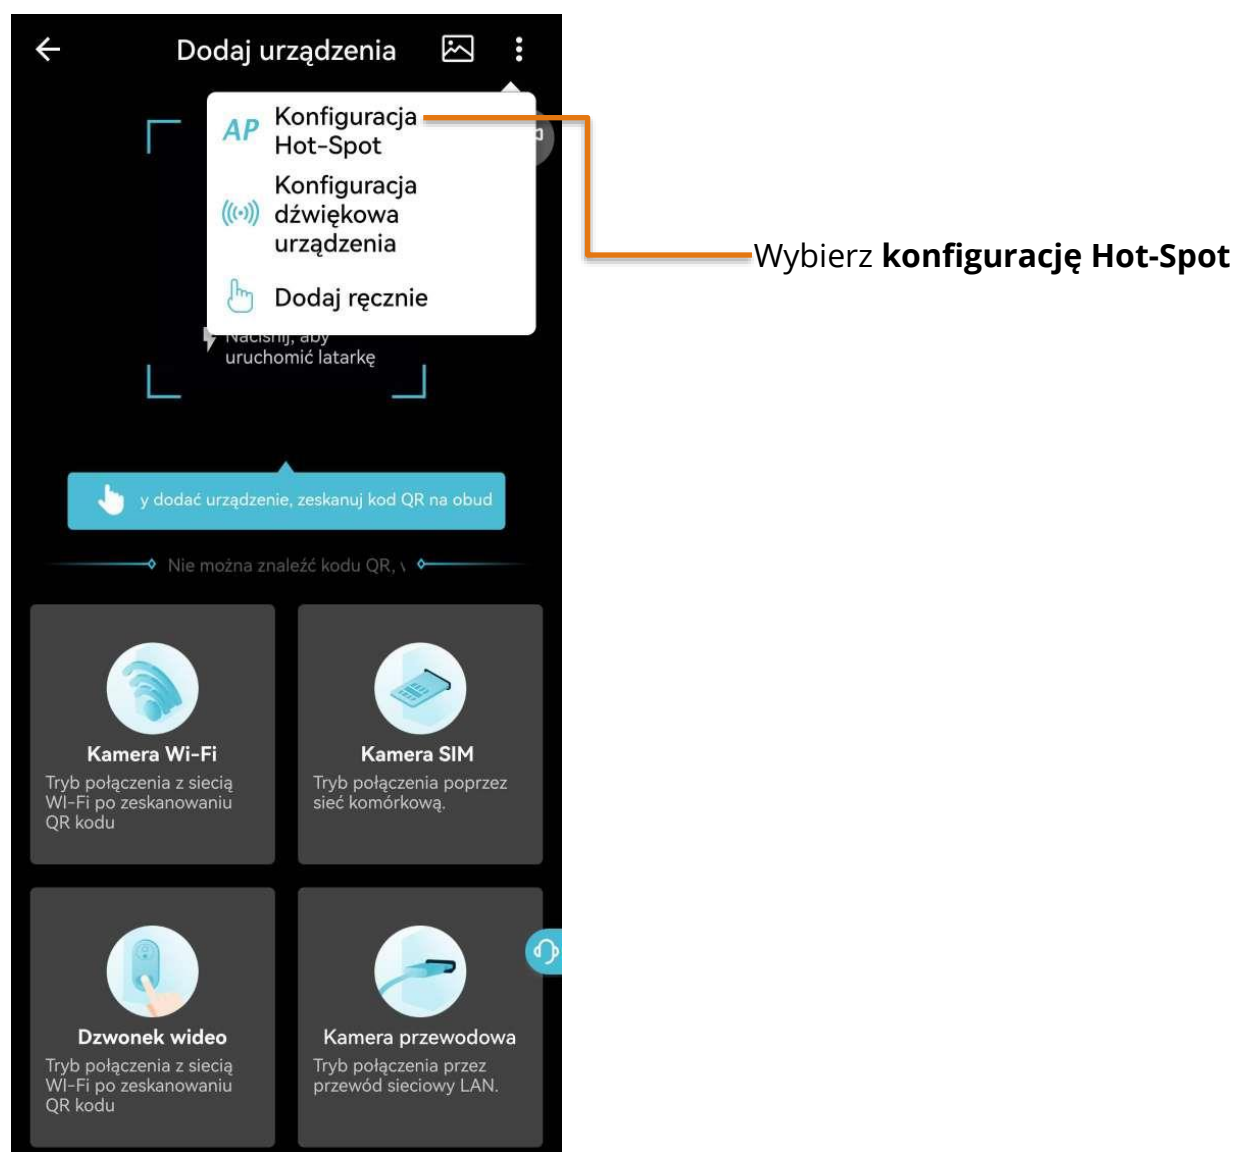 Dodaj urządzenia
AP Konfiguracja
Hot-Spot
Konfiguracja
dźwiękowa
urządzenia
Dodaj ręcznie
Naciśnij, aby
uruchomić latarkę
Wybierz konfigurację Hot-Spot
y dodać urządzenie, zeskanuj kod QR na obud
Nie można znaleźć kodu QR,
Kamera Wi-Fi
Tryb połączenia z siecią
WI-Fi po zeskanowaniu
QR kodu
Kamera SIM
Tryb połączenia poprzez
sieć komórkową.
Dzwonek wideo
Tryb połączenia z siecią
WI-Fi po zeskanowaniu
QR kodu
Kamera przewodowa
Tryb połączenia przez
przewód sieciowy LAN.